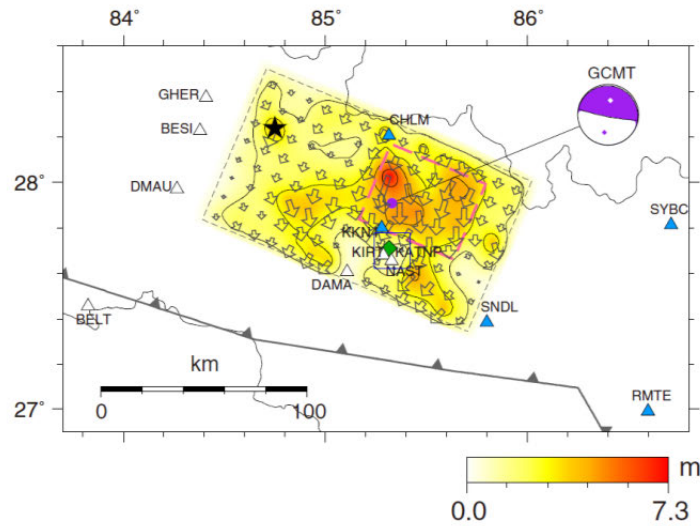 84˚ 85˚ 86˚
GCMT
GHER
CHLM
BESI
28˚
DMAU
SYBC
KKN4
KIRT KATNP
NAST
DAMA
SNDL
BELT
km
0 100
27˚
RMTE
m
0.0 7.3